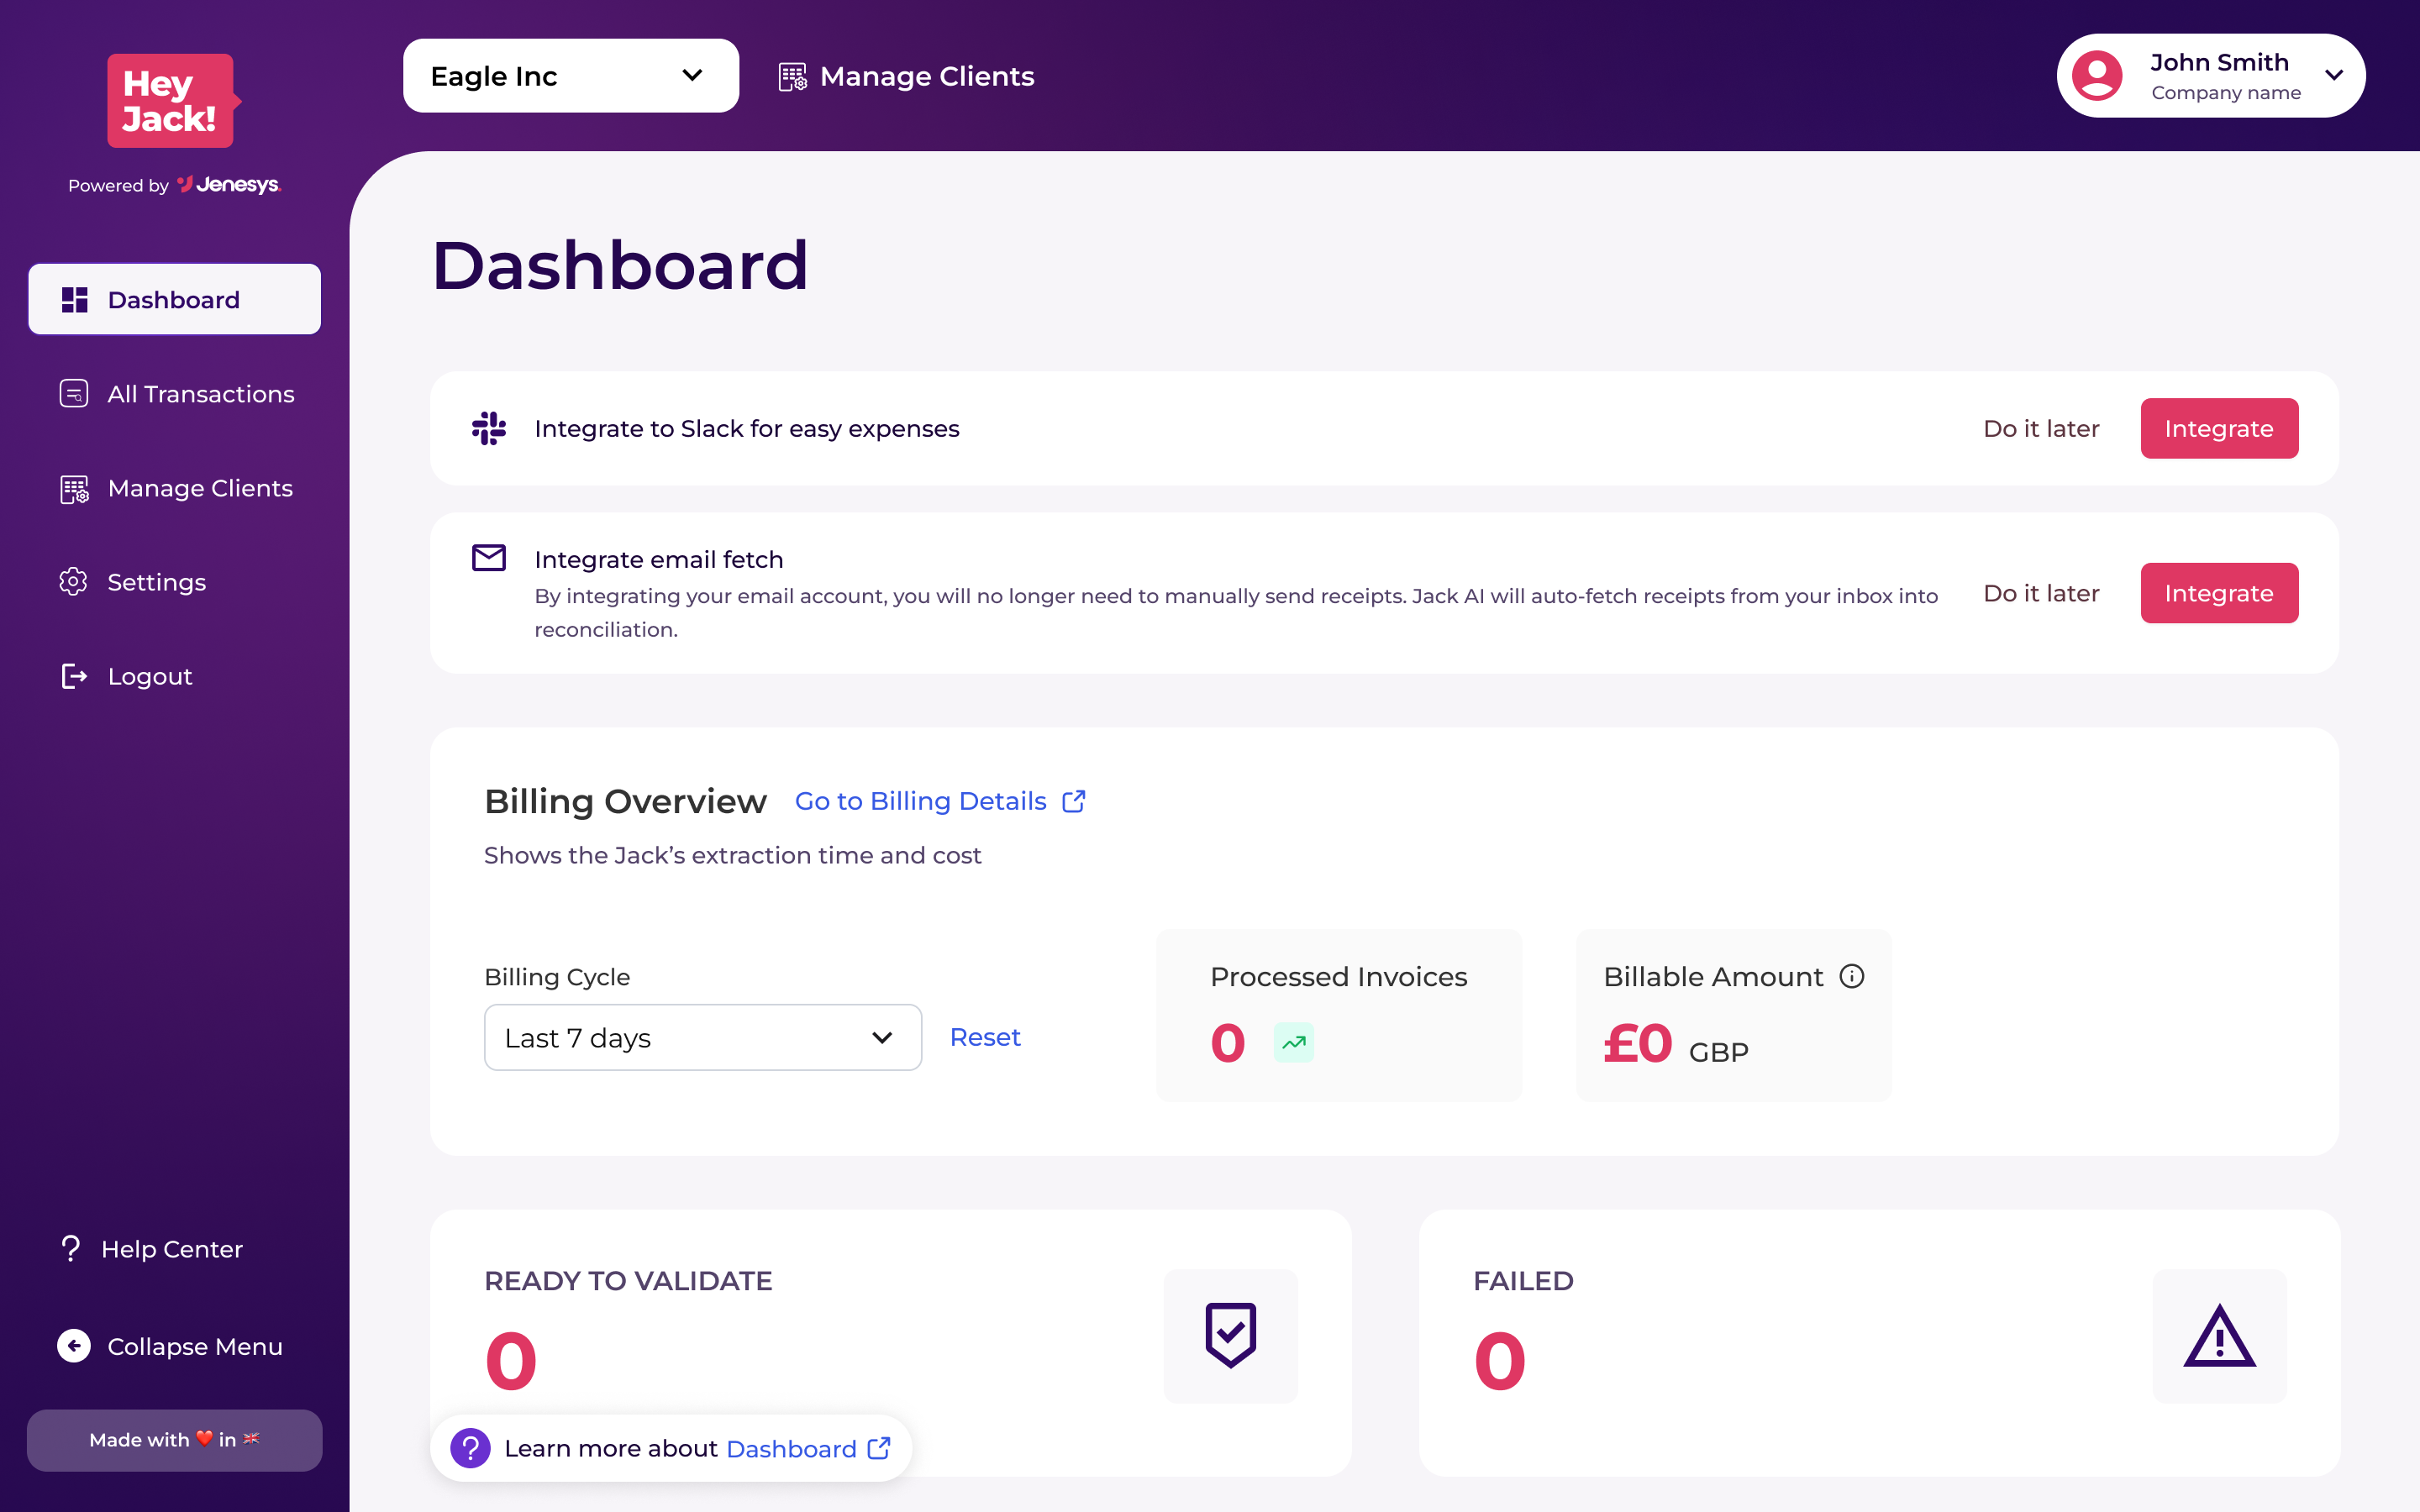 Hey
Jack!
Powered by Jenesys.
Eagle Inc
Manage Clients
John Smith
Company name
Dashboard
All Transactions
Manage Clients
Settings
Logout
Help Center
Collapse Menu
Made with ❤️ in 🇬🇧
Dashboard
Integrate to Slack for easy expenses
Do it later
Integrate
Integrate email fetch
By integrating your email account, you will no longer need to manually send receipts. Jack AI will auto-fetch receipts from your inbox into
reconciliation.
Do it later
Integrate
Billing Overview
Go to Billing Details
Shows the Jack’s extraction time and cost
Billing Cycle
Last 7 days
Reset
Processed Invoices
0
Billable Amount
£0 GBP
READY TO VALIDATE
0
FAILED
0
Learn more about Dashboard